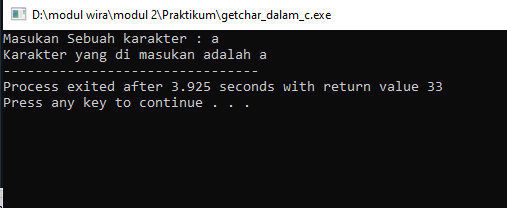 D:\modul wira\modul 2\Praktikum\getchar_dalam_c.exe
Masukan Sebuah karakter : a
Karakter yang di masukan adalah a
--------------------------------
Process exited after 3.925 seconds with return value 33
Press any key to continue . . .